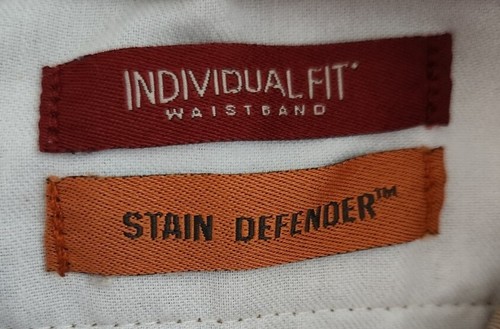 INDIVIDUAL FIT
WAISTBAND
STAIN DEFENDER™